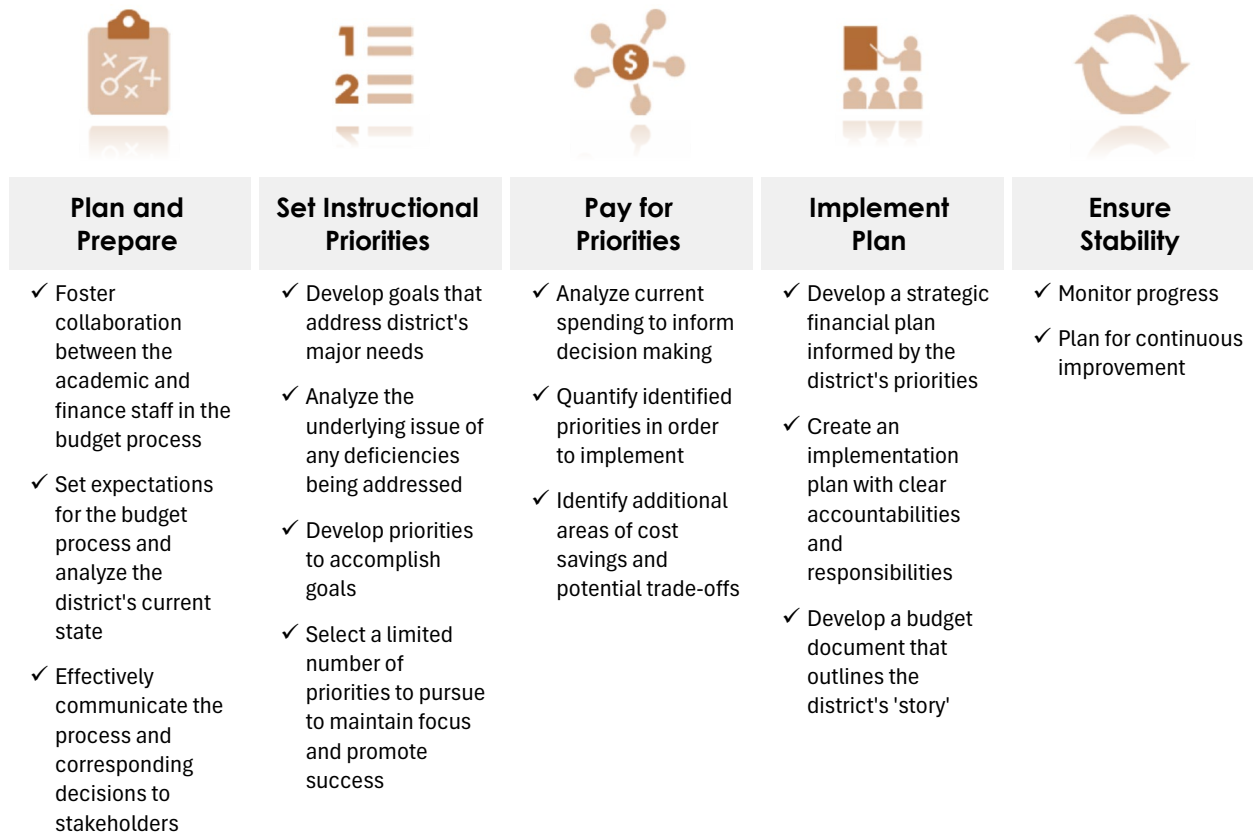 1
2
$
Plan and
Prepare
✓ Foster
collaboration
between the
academic and
finance staff in the
budget process
✓ Set expectations
for the budget
process and
analyze the
district's current
state
✓ Effectively
communicate the
process and
corresponding
decisions to
stakeholders
Set Instructional
Priorities
✓ Develop goals that
address district's
major needs
✓ Analyze the
underlying issue of
any deficiencies
being addressed
✓ Develop priorities
to accomplish
goals
✓ Select a limited
number of
priorities to pursue
to maintain focus
and promote
success
Pay for
Priorities
✓ Analyze current
spending to inform
decision making
✓ Quantify identified
priorities in order
to implement
✓ Identify additional
areas of cost
savings and
potential trade-offs
Implement
Plan
✓ Develop a strategic
financial plan
informed by the
district's priorities
✓ Create an
implementation
plan with clear
accountabilities
and
responsibilities
✓ Develop a budget
document that
outlines the
district's 'story'
Ensure
Stability
✓ Monitor progress
✓ Plan for continuous
improvement